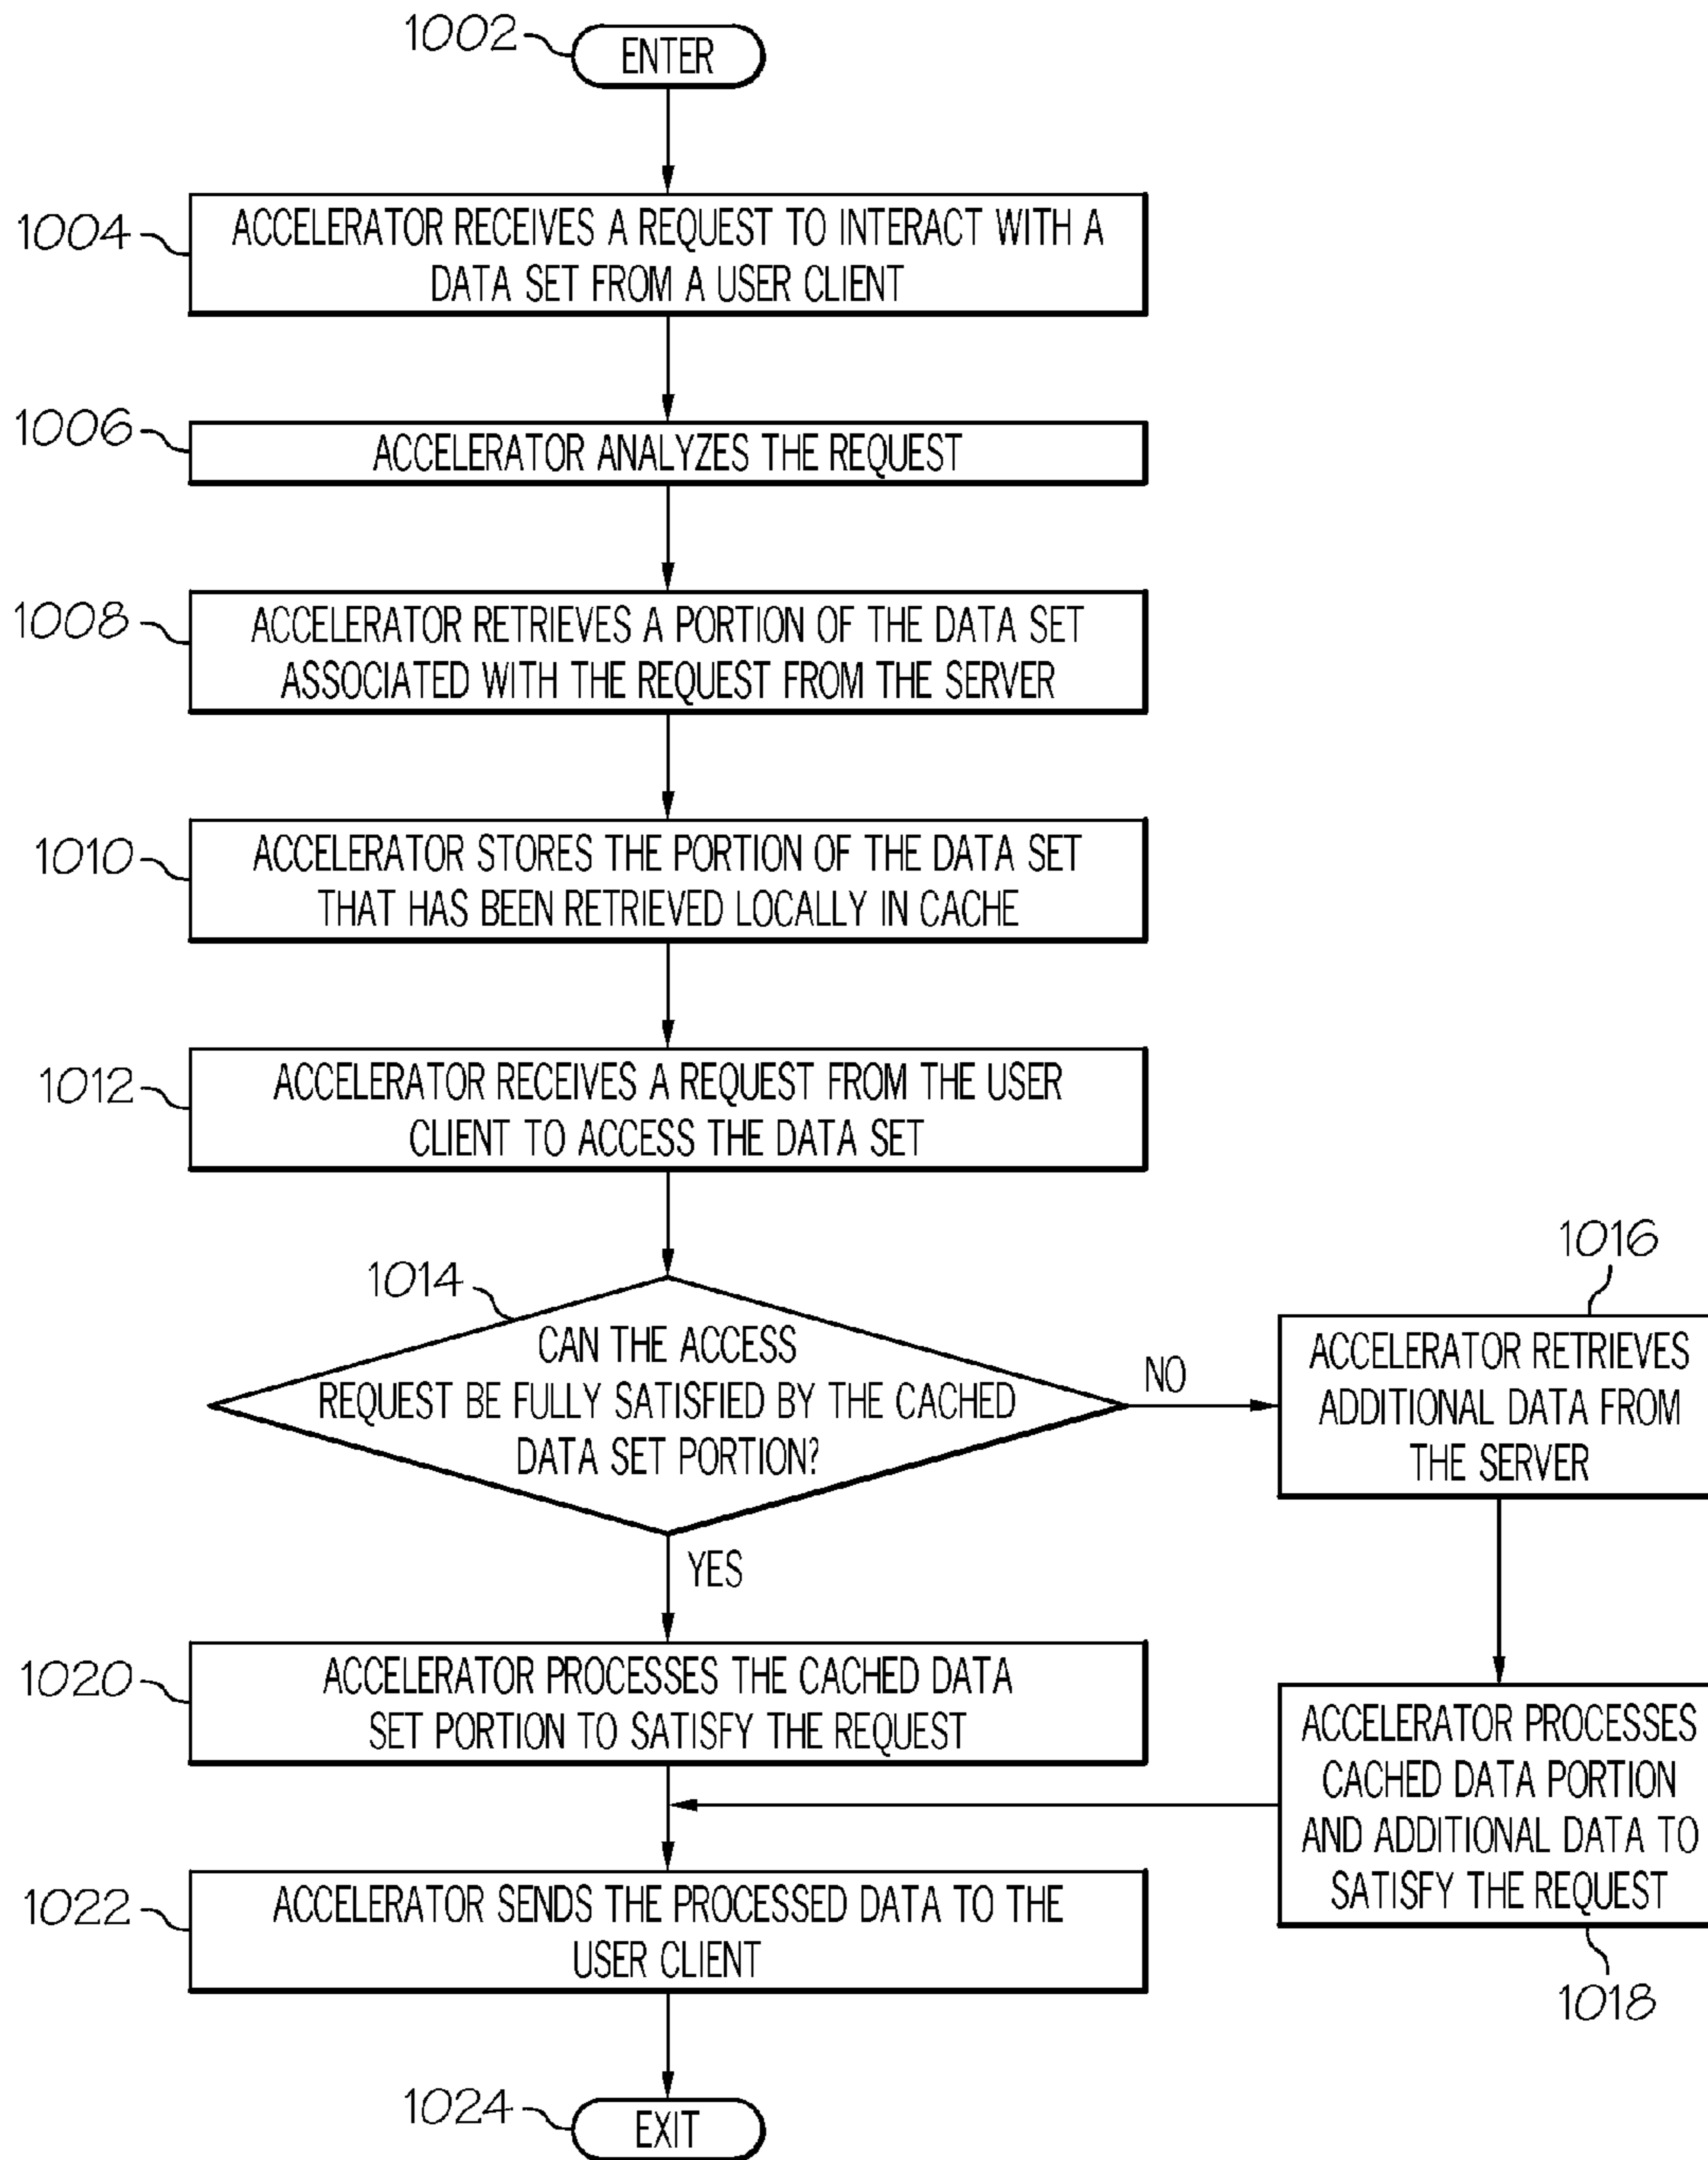 1002
ENTER
1004
ACCELERATOR RECEIVES A REQUEST TO INTERACT WITH A
DATA SET FROM A USER CLIENT
1006
ACCELERATOR ANALYZES THE REQUEST
1008
ACCELERATOR RETRIEVES A PORTION OF THE DATA SET
ASSOCIATED WITH THE REQUEST FROM THE SERVER
1010
ACCELERATOR STORES THE PORTION OF THE DATA SET
THAT HAS BEEN RETRIEVED LOCALLY IN CACHE
1012
ACCELERATOR RECEIVES A REQUEST FROM THE USER
CLIENT TO ACCESS THE DATA SET
1014
CAN THE ACCESS
REQUEST BE FULLY SATISFIED BY THE CACHED
DATA SET PORTION?
NO
1016
ACCELERATOR RETRIEVES
ADDITIONAL DATA FROM
THE SERVER
YES
1020
ACCELERATOR PROCESSES THE CACHED DATA
SET PORTION TO SATISFY THE REQUEST
ACCELERATOR PROCESSES
CACHED DATA PORTION
AND ADDITIONAL DATA TO
SATISFY THE REQUEST
1018
1022
ACCELERATOR SENDS THE PROCESSED DATA TO THE
USER CLIENT
1024
EXIT